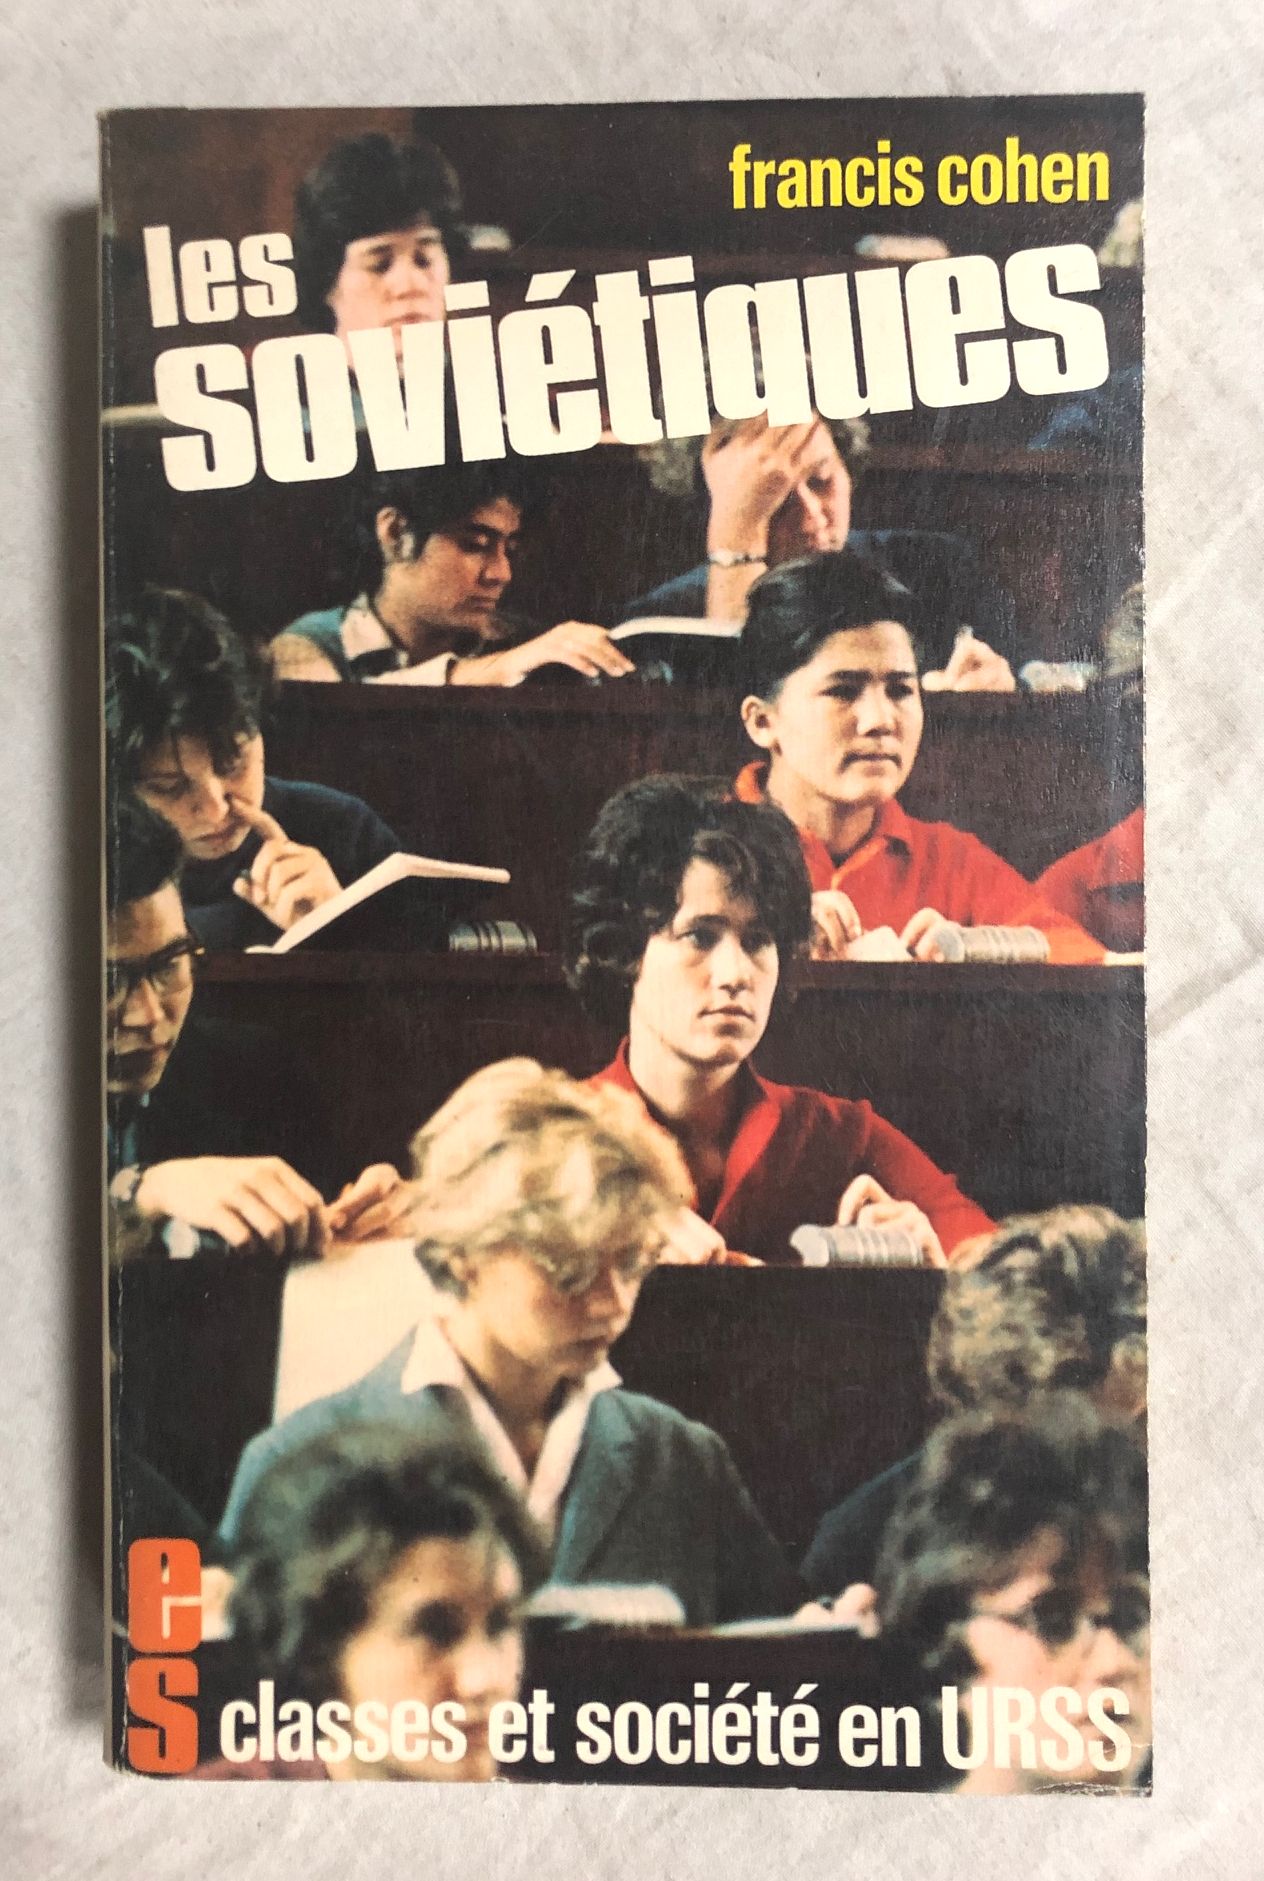 francis cohen
les
soviétiques
es
classes et société en URSS